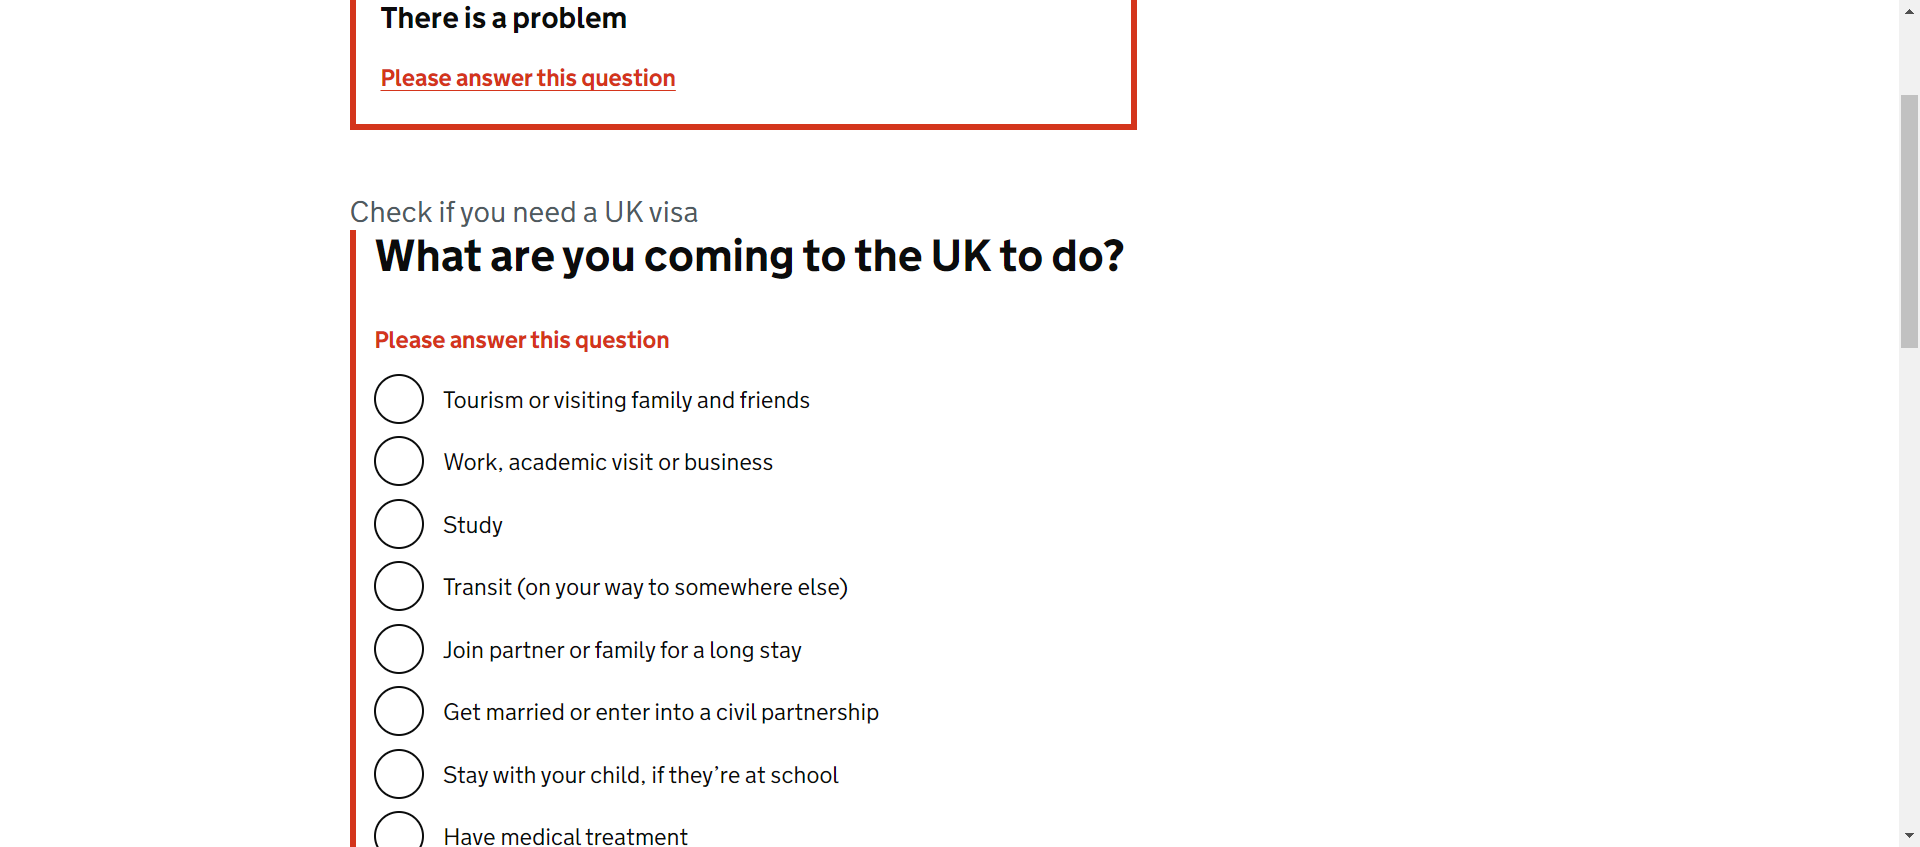 There is a problem
Please answer this question
Check if you need a UK visa
What are you coming to the UK to do?
Please answer this question
Tourism or visiting family and friends
Work, academic visit or business
Study
Transit (on your way to somewhere else)
Join partner or family for a long stay
Get married or enter into a civil partnership
Stay with your child, if they’re at school
Have medical treatment